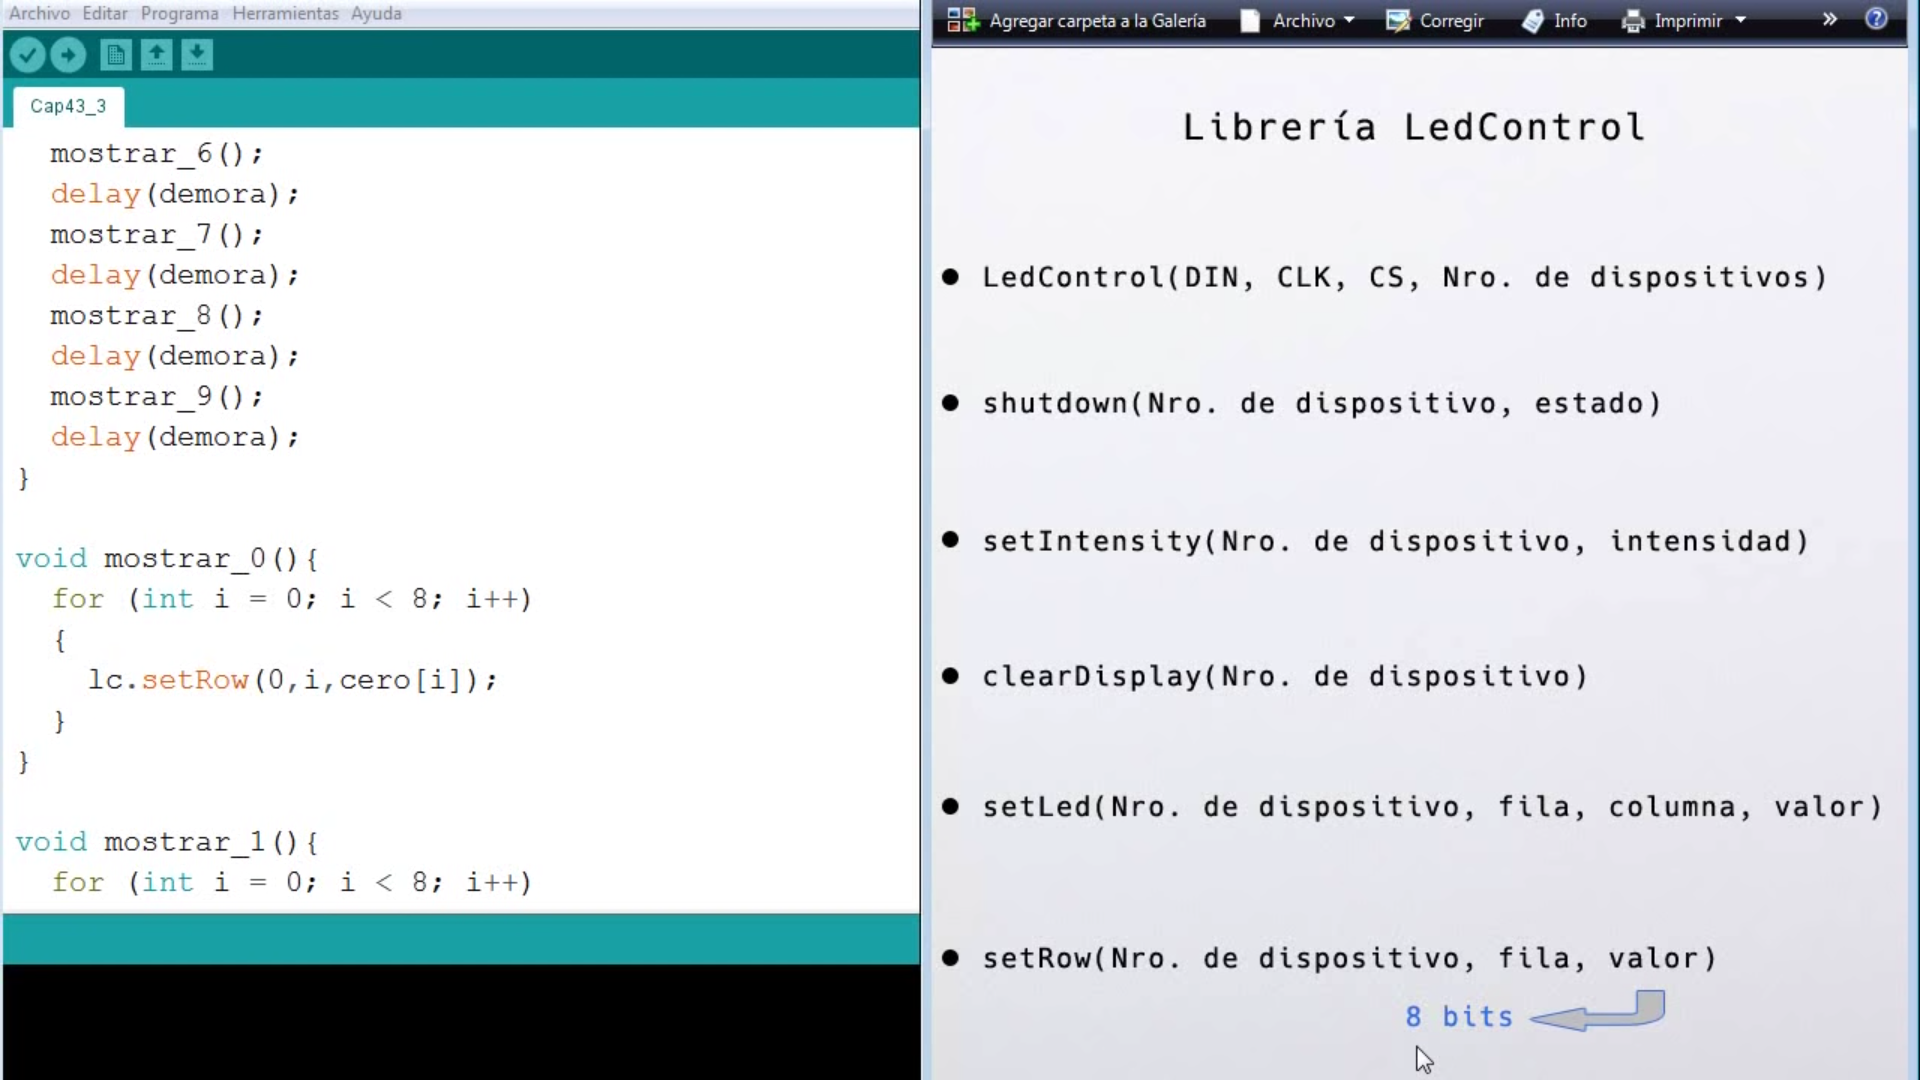 Archivo Editar Programa Herramientas Ayuda
Cap43_3
mostrar_6();
delay(demora);
mostrar_7();
delay(demora);
mostrar_8();
delay(demora);
mostrar_9();
delay(demora);
}
void mostrar_0(){
for (int i = 0; i < 8; i++)
{
lc.setRow(0,i,cero[i]);
}
}
void mostrar_1(){
for (int i = 0; i < 8; i++)
Agregar carpeta a la Galería Archivo Corregir Info Imprimir » ?
Librería LedControl
● LedControl(DIN, CLK, CS, Nro. de dispositivos)
● shutdown(Nro. de dispositivo, estado)
● setIntensity(Nro. de dispositivo, intensidad)
● clearDisplay(Nro. de dispositivo)
● setLed(Nro. de dispositivo, fila, columna, valor)
● setRow(Nro. de dispositivo, fila, valor)
8 bits